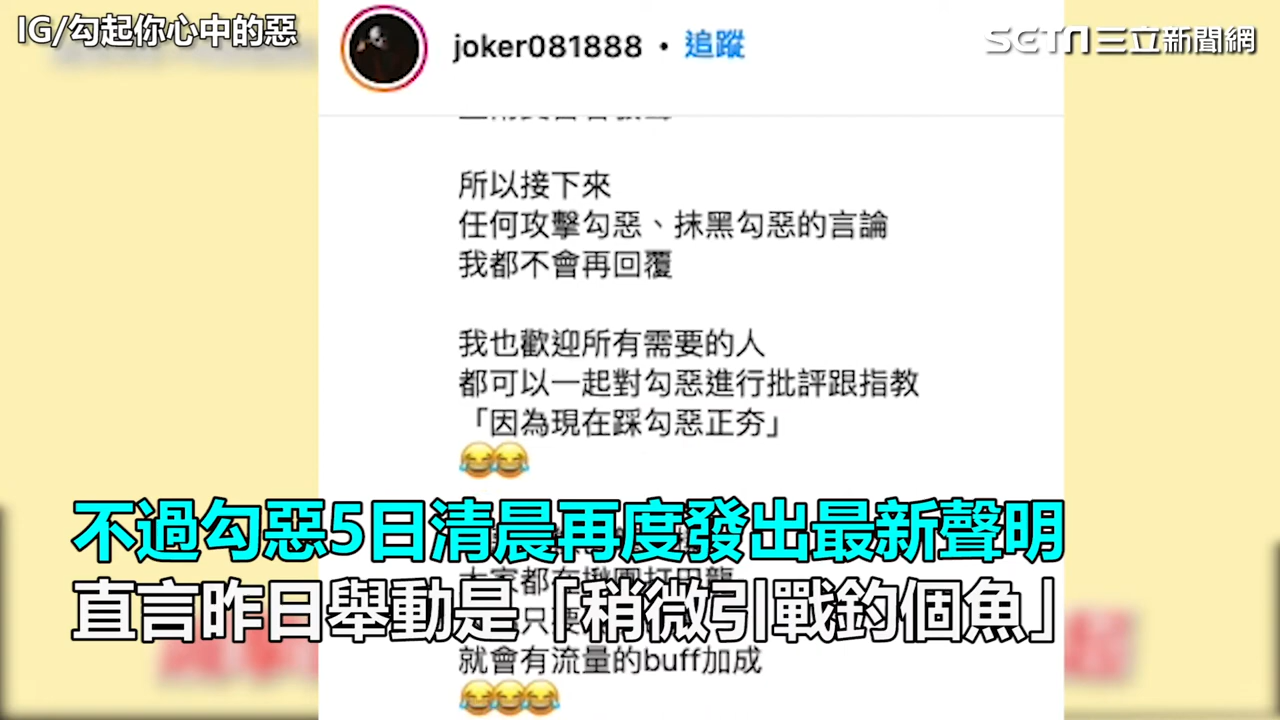 IG/勾起你心中的惡
SETN三立新聞網
joker081888 • 追蹤
所以接下來
任何攻擊勾惡、抹黑勾惡的言論
我都不會再回覆
我也歡迎所有需要的人
都可以一起對勾惡進行批評跟指教
「因為現在踩勾惡正夯」
😂😂
不過勾惡5日清晨再度發出最新聲明
直言昨日舉動是「稍微引戰釣個魚」
就會有流量的buff加成
😂😂😂